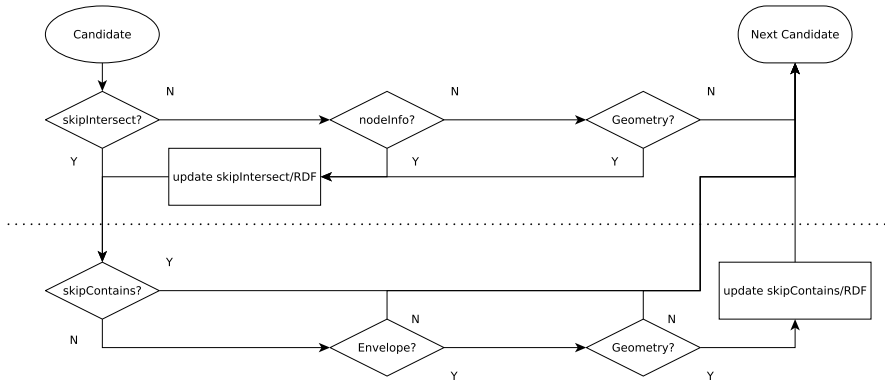 Candidate
Next Candidate
N
N
N
skipIntersect?
nodeInfo?
Geometry?
Y
Y
Y
update skipIntersect/RDF
Y
skipContains?
update skipContains/RDF
N
N
N
Envelope?
Geometry?
Y
Y